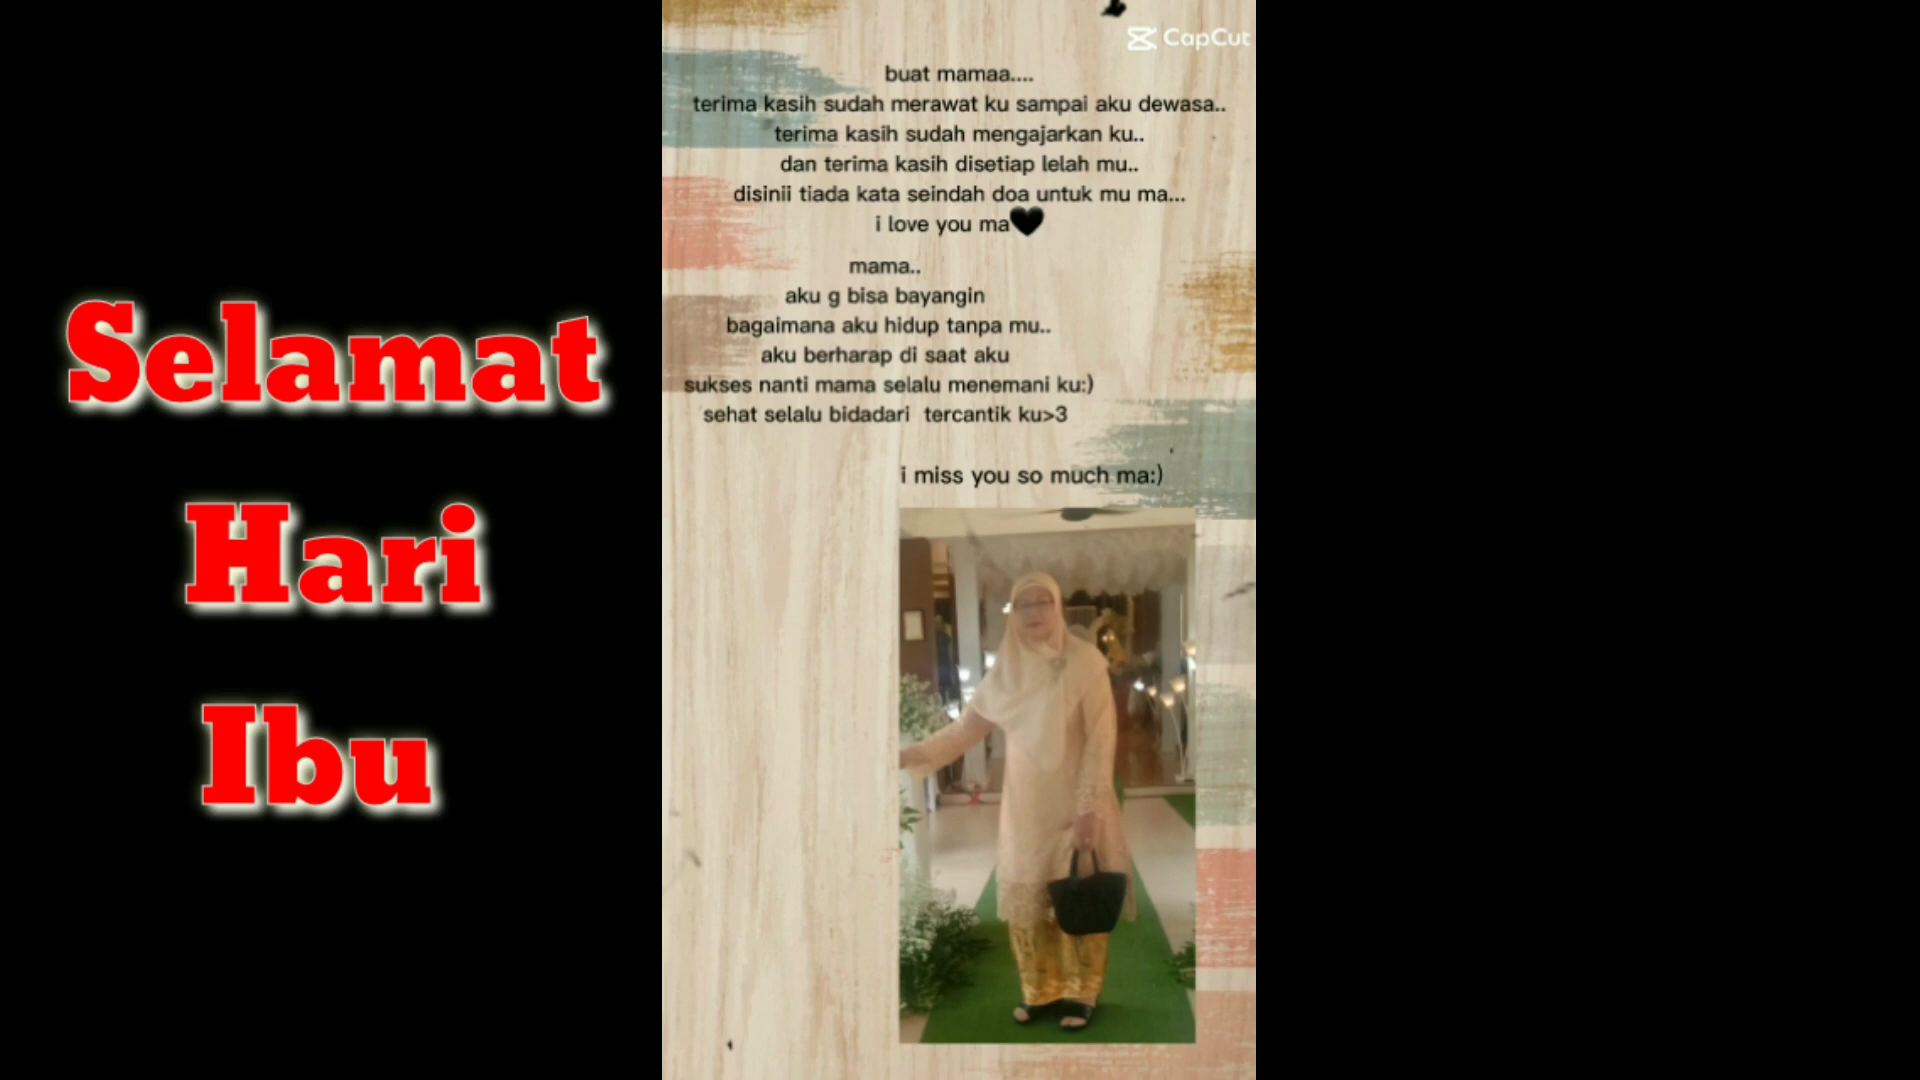 Selamat
Hari
Ibu
CapCut
buat mamaa....
terima kasih sudah merawat ku sampai aku dewasa..
terima kasih sudah mengajarkan ku..
dan terima kasih disetiap lelah mu..
disinii tiada kata seindah doa untuk mu ma...
i love you ma🖤
mama..
aku g bisa bayangin
bagaimana aku hidup tanpa mu..
aku berharap di saat aku
sukses nanti mama selalu menemani ku:)
sehat selalu bidadari  tercantik ku>3
i miss you so much ma:)